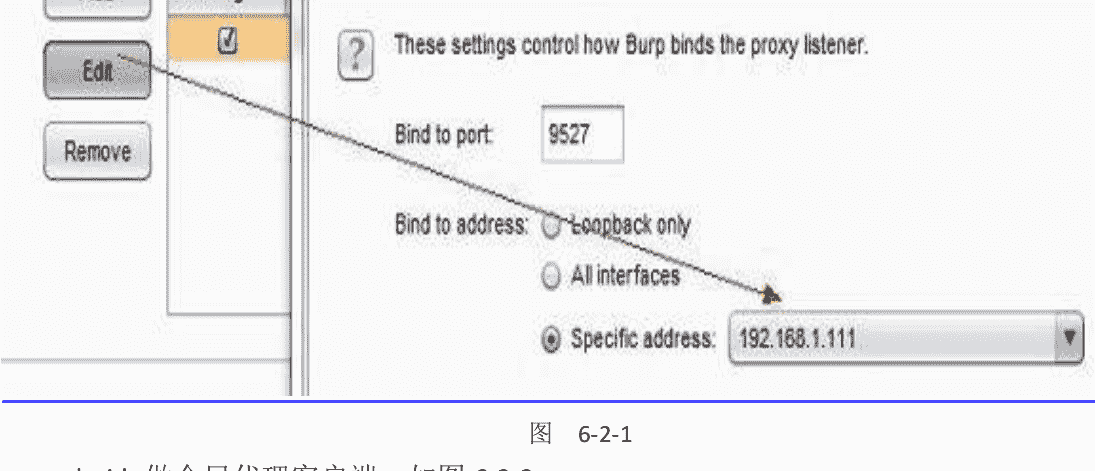 These settings control how Burp binds the proxy listener.
Edit
Bind to port:
9527
Remove
Bind to address:
Loopback only
All interfaces
Specific address:
192.168.1.111
图 6-2-1